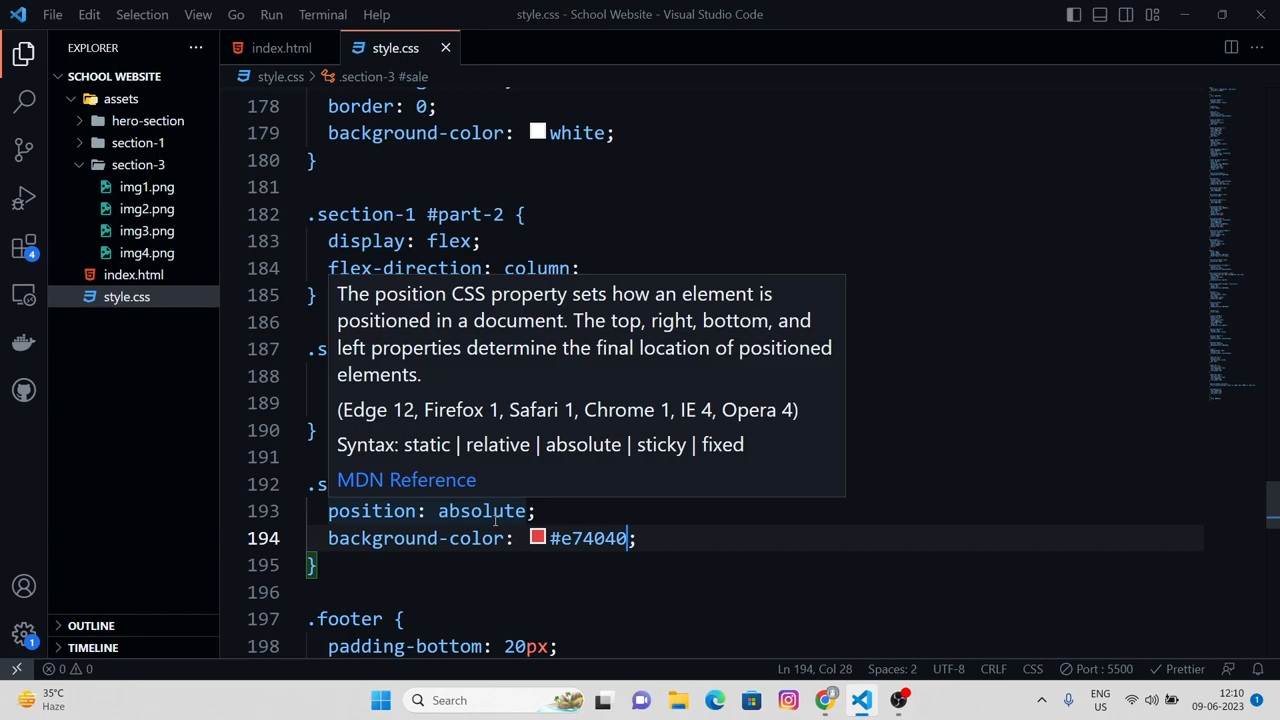 File Edit Selection View Go Run Terminal Help style.css - School Website - Visual Studio Code
EXPLORER
index.html
style.css
SCHOOL WEBSITE
style.css > .section-3 #sale
assets
hero-section
section-1
section-3
img1.png
img2.png
img3.png
img4.png
index.html
style.css
OUTLINE
TIMELINE
4
1
178 border: 0;
179 background-color: white;
180 }
181
182 .section-1 #part-2 {
183 display: flex;
184 flex-direction: column;
185 }
186
187 .s
188
189
190 }
191
192 .s
The position CSS property sets how an element is
positioned in a document. The top, right, bottom, and
left properties determine the final location of positioned
elements.
(Edge 12, Firefox 1, Safari 1, Chrome 1, IE 4, Opera 4)
Syntax: static | relative | absolute | sticky | fixed
MDN Reference
193 position: absolute;
194 background-color: #e74040;
195 }
196
197 .footer {
198 padding-bottom: 20px;
0 0 Ln 194, Col 28 Spaces: 2 UTF-8 CRLF CSS Port : 5500 Prettier
35°C
Haze
Search
ENG
US
12:10
09-06-2023
1